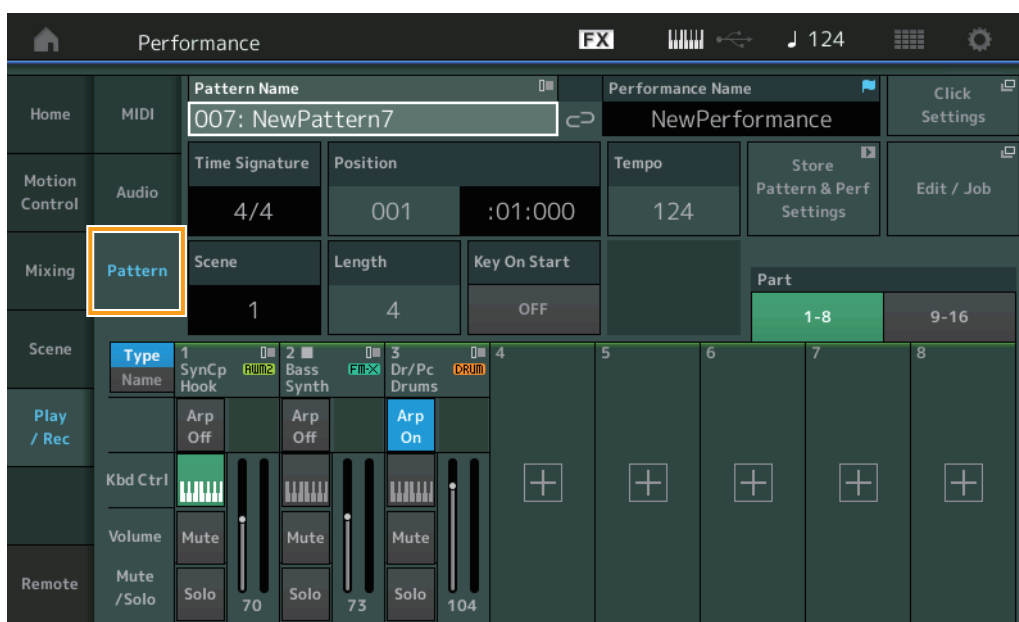 Performance FX ♩ 124
Home
Motion
Control
Mixing
Scene
Play
/ Rec
Remote
MIDI
Audio
Pattern
Pattern Name
007: NewPattern7
Performance Name
NewPerformance
Click
Settings
Time Signature
4/4
Position
001 :01:000
Tempo
124
Store
Pattern & Perf
Settings
Edit / Job
Scene
1
Length
4
Key On Start
OFF
Part
1-8 9-16
Type
Name
1
SynCp RWM2
Hook
2
Bass FM-X
Synth
3
Dr/Pc DRUM
Drums
4 5 6 7 8
Arp
Off
Arp
Off
Arp
On
Kbd Ctrl
Volume
Mute Mute Mute
Mute
/Solo
Solo 70 Solo 73 Solo 104